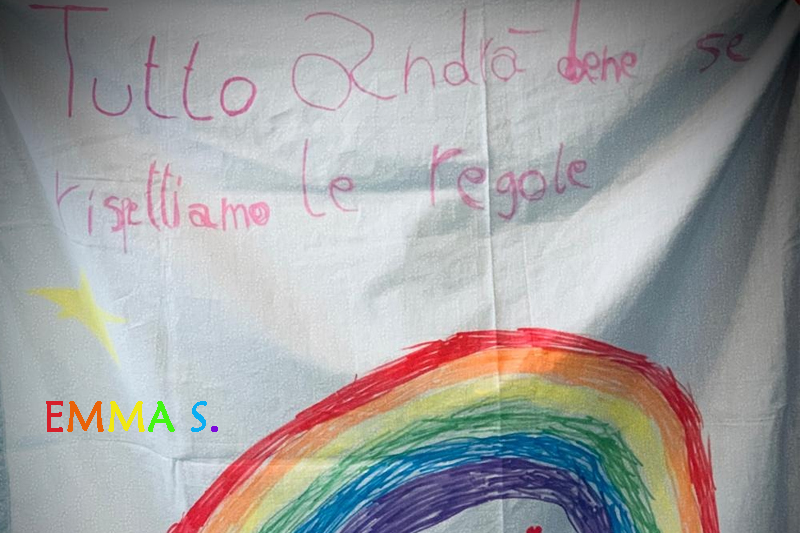 Tutto andrà bene se
rispettiamo le regole
EMMA S.